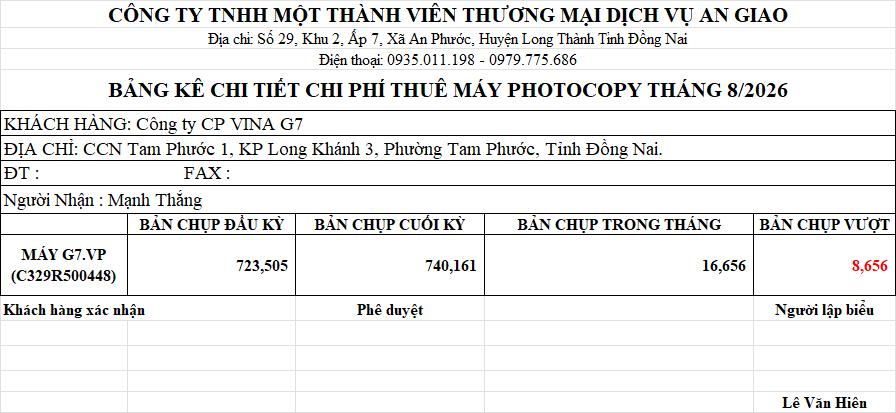 CÔNG TY TNHH MỘT THÀNH VIÊN THƯƠNG MẠI DỊCH VỤ AN GIAO
Địa chỉ: Số 29, Khu 2, Ấp 7, Xã An Phước, Huyện Long Thành Tỉnh Đồng Nai
Điện thoại: 0935.011.198 - 0979.775.686
BẢNG KÊ CHI TIẾT CHI PHÍ THUÊ MÁY PHOTOCOPY THÁNG 8/2026
KHÁCH HÀNG: Công ty CP VINA G7
ĐỊA CHỈ: CCN Tam Phước 1, KP Long Khánh 3, Phường Tam Phước, Tỉnh Đồng Nai.
ĐT : FAX :
Người Nhận : Mạnh Thắng
BẢN CHỤP ĐẦU KỲ BẢN CHỤP CUỐI KỲ BẢN CHỤP TRONG THÁNG BẢN CHỤP VƯỢT
MÁY G7.VP
(C329R500448) 723,505 740,161 16,656 8,656
Khách hàng xác nhận Phê duyệt Người lập biểu
Lê Văn Hiên